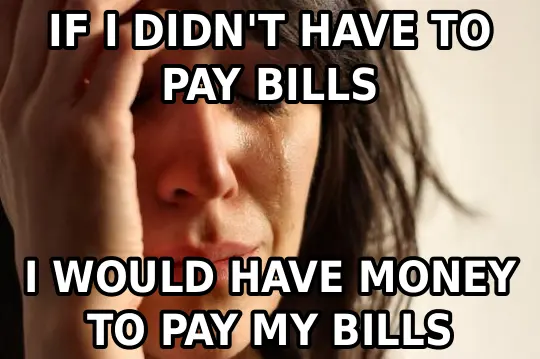 IF I DIDN'T HAVE TO
PAY BILLS
I WOULD HAVE MONEY
TO PAY MY BILLS